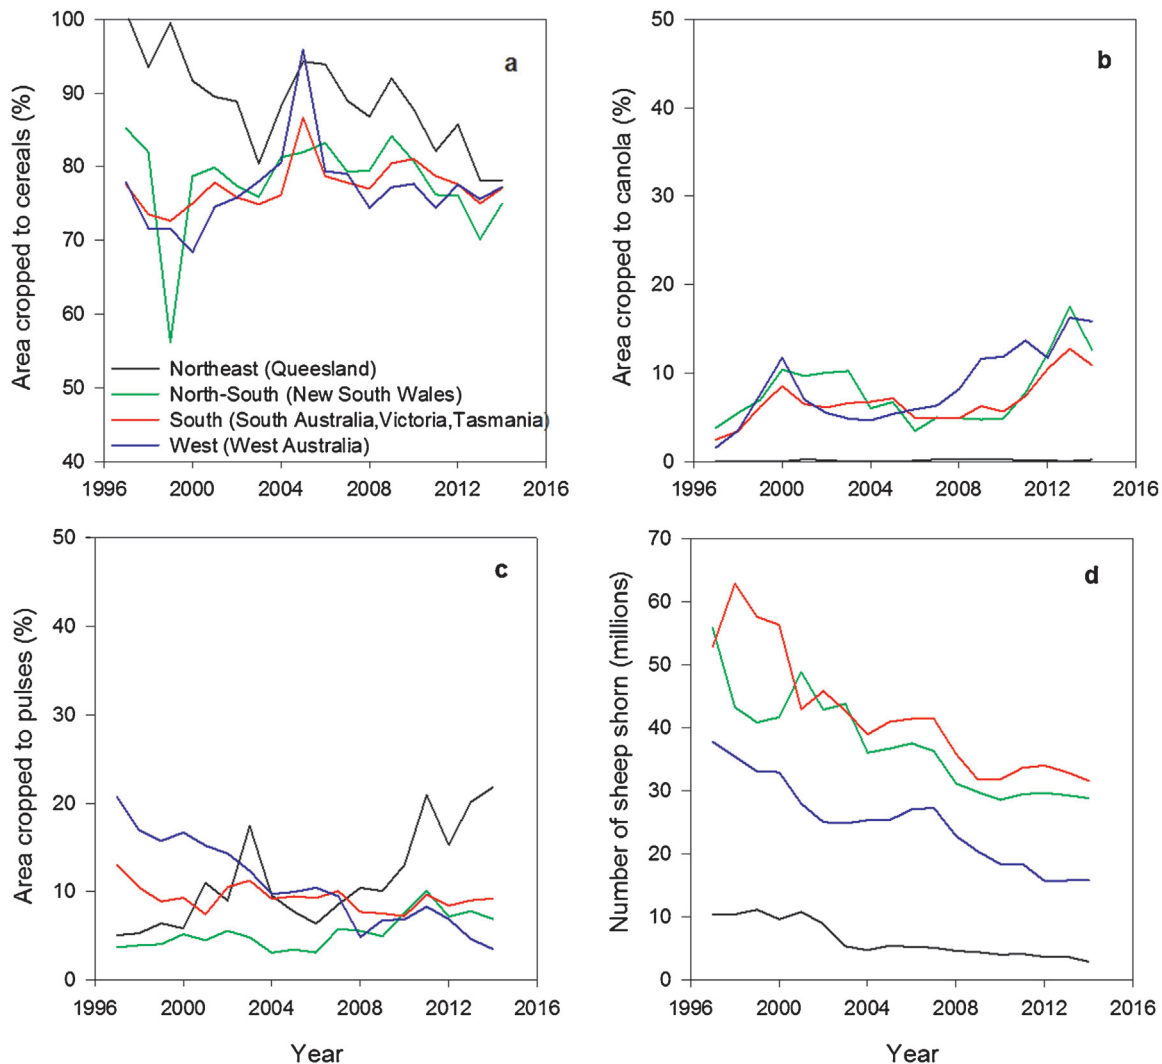 a
Area cropped to cereals (%)
100
90
80
70
60
50
40
Northeast (Queesland)
North-South (New South Wales)
South (South Australia,Victoria,Tasmania)
West (West Australia)
1996 2000 2004 2008 2012 2016
b
Area cropped to canola (%)
50
40
30
20
10
0
1996 2000 2004 2008 2012 2016
c
Area cropped to pulses (%)
50
40
30
20
10
0
1996 2000 2004 2008 2012 2016
Year
d
Number of sheep shorn (millions)
70
60
50
40
30
20
10
0
1996 2000 2004 2008 2012 2016
Year